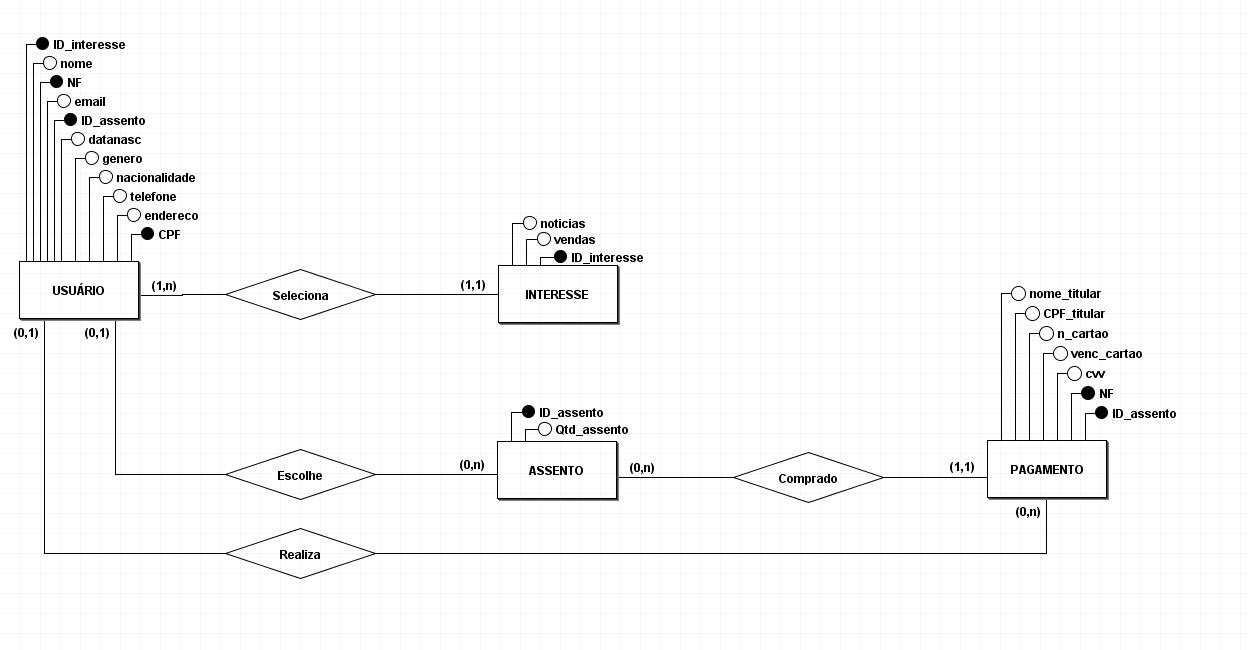 ID_interesse
nome
NF
email
ID_assento
datanasc
genero
nacionalidade
telefone
endereco
CPF
USUÁRIO
(1,n)
Seleciona
(1,1)
noticias
vendas
ID_interesse
INTERESSE
(0,1)
(0,1)
nome_titular
CPF_titular
n_cartao
venc_cartao
cvv
NF
ID_assento
ID_assento
Qtd_assento
Escolhe
(0,n)
ASSENTO
(0,n)
Comprado
(1,1)
PAGAMENTO
(0,n)
Realiza